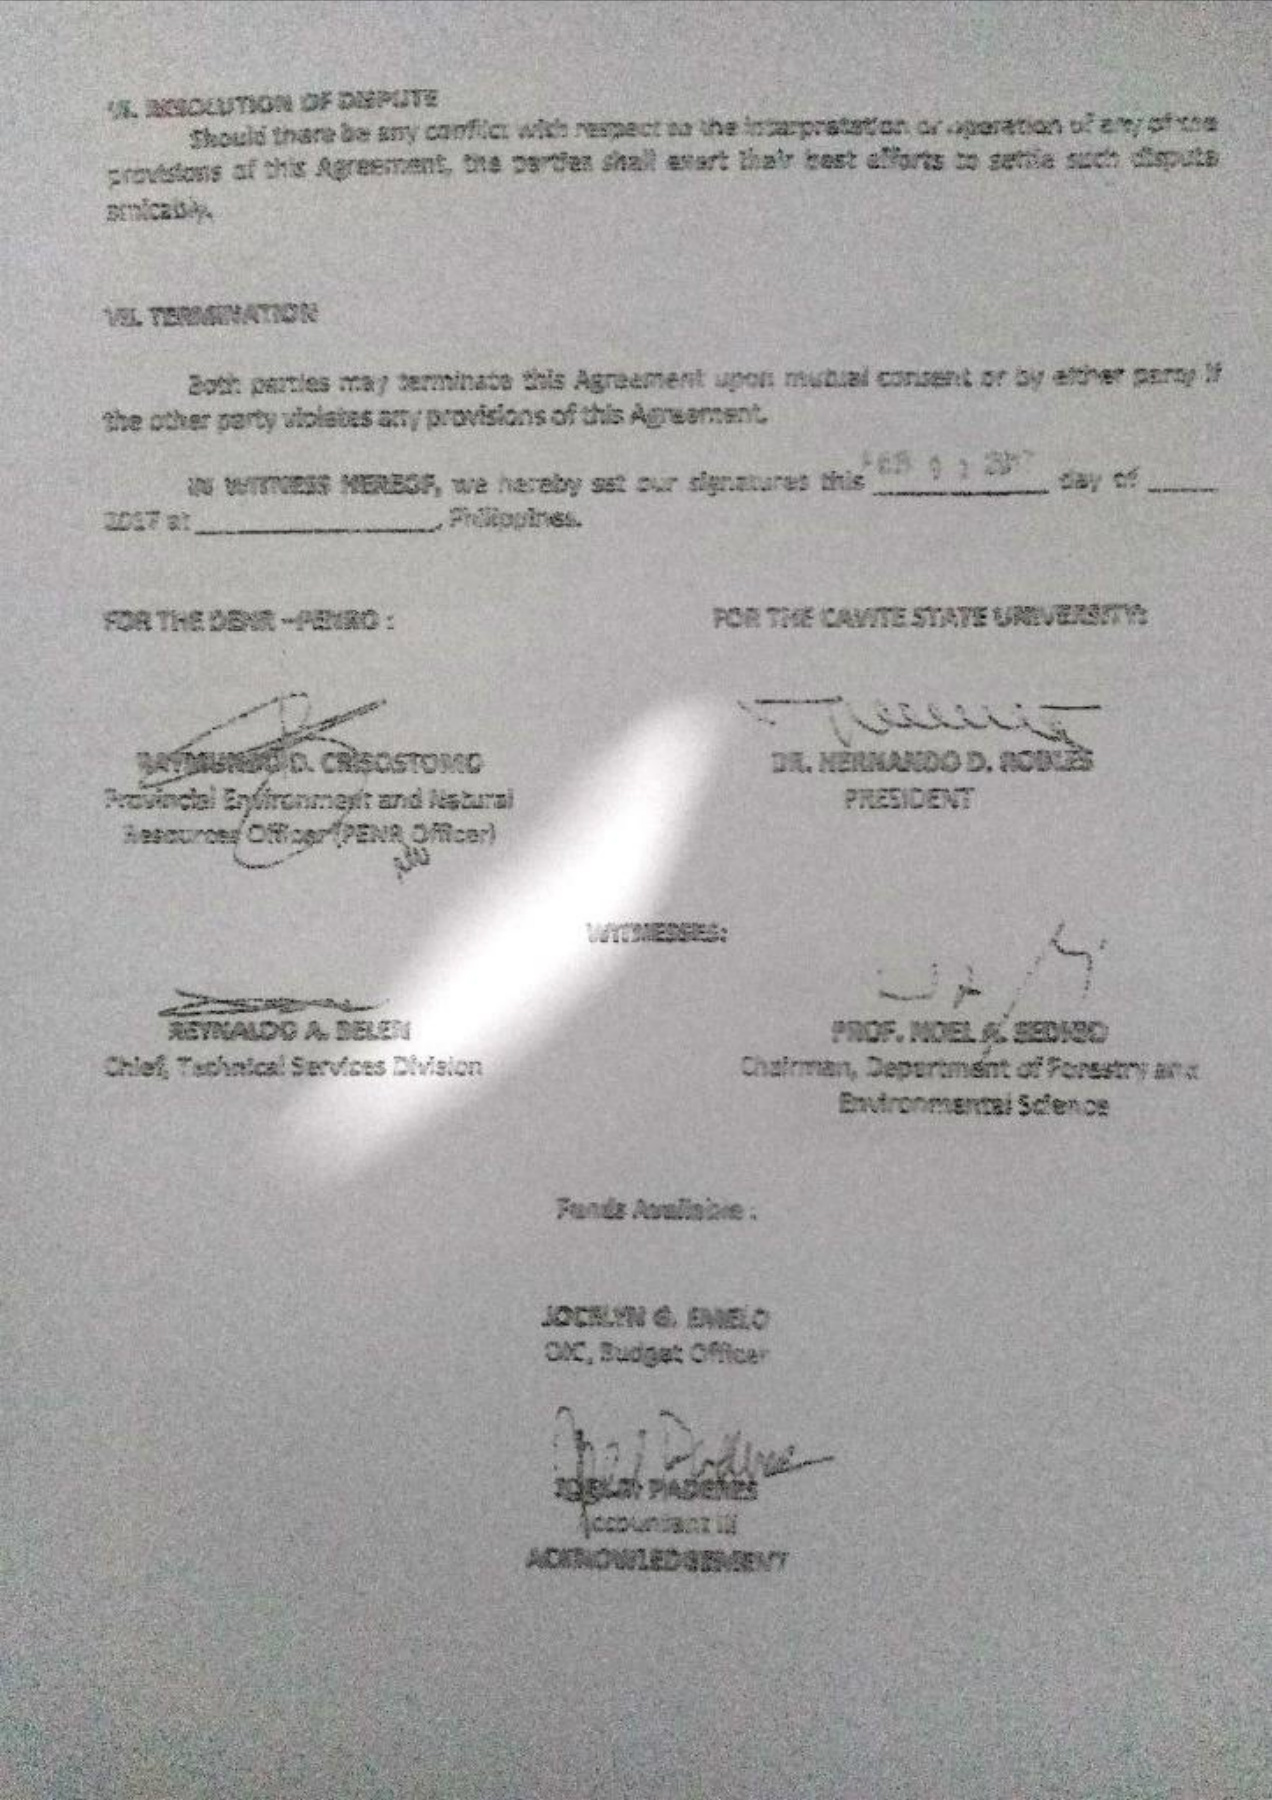 RESOLUTION OF DISPUTE
Should there be any conflict with respect to the interpretation or operation of any of the
provisions of this Agreement, the parties shall exert their best efforts to settle such dispute
amicably.
VII. TERMINATION
Both parties may terminate this Agreement upon mutual consent or by either party if
the other party violates any provisions of this Agreement.
IN WITNESS HEREOF, we hereby set our signatures this ____ day of ____
2017 at ____, Philippines.
FOR THE DENR –PENRO :
FOR THE CAVITE STATE UNIVERSITY:
RAYMUNDO D. CRISOSTOMO
DR. HERNANDO D. ROBLES
Provincial Environment and Natural
PRESIDENT
Resources Officer (PENR Officer)
WITNESSES:
REYNALDO A. BELEN
PROF. NOEL A. SEDIGO
Chief, Technical Services Division
Chairman, Department of Forestry and
Environmental Science
Funds Available :
JOCELYN G. EMELO
OIC, Budget Officer
PIADERES
Accountant III
ACKNOWLEDGEMENT